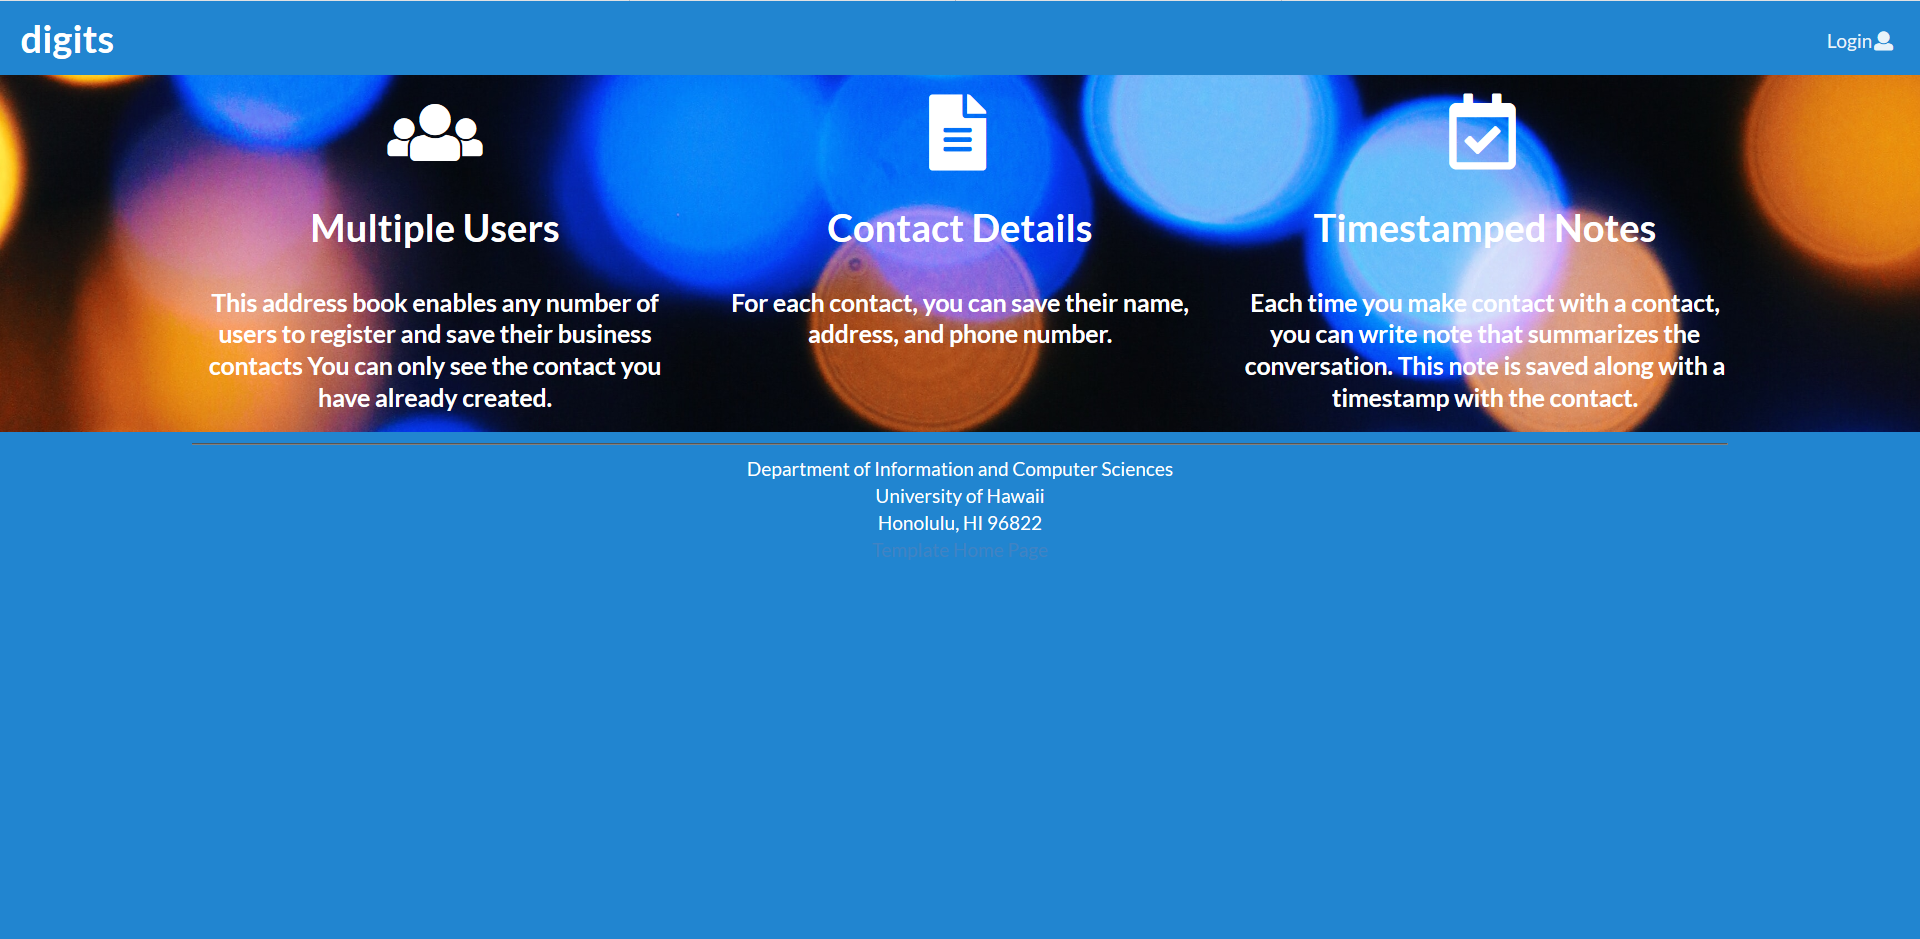 digits
Login
Multiple Users
This address book enables any number of
users to register and save their business
contacts You can only see the contact you
have already created.
Contact Details
For each contact, you can save their name,
address, and phone number.
Timestamped Notes
Each time you make contact with a contact,
you can write note that summarizes the
conversation. This note is saved along with a
timestamp with the contact.
Department of Information and Computer Sciences
University of Hawaii
Honolulu, HI 96822
Template Home Page